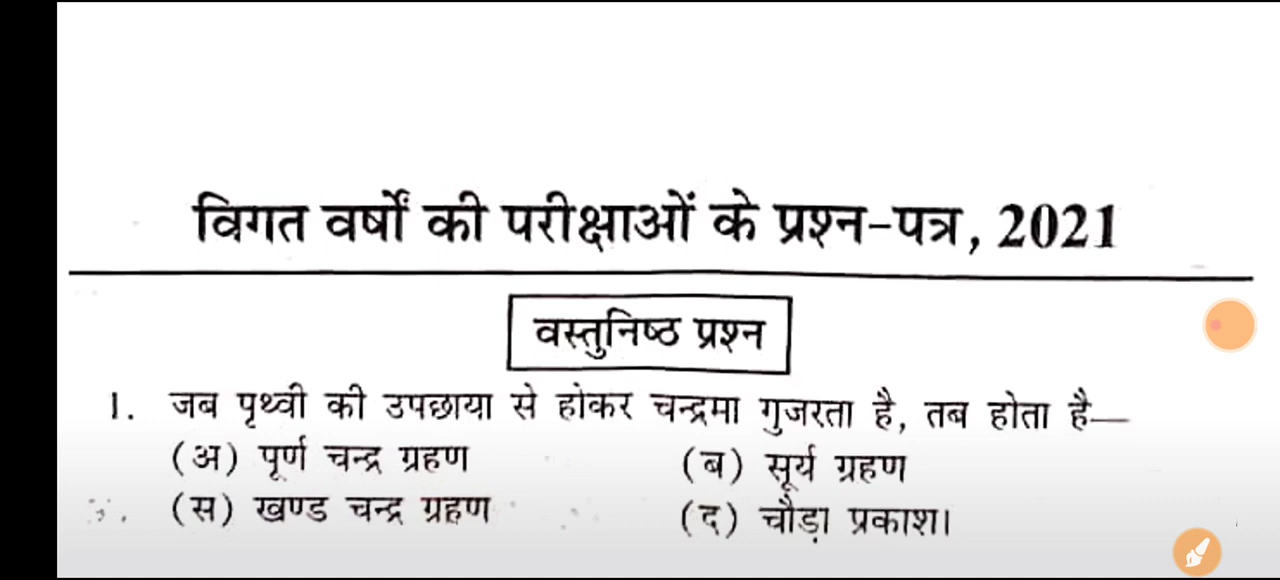 विगत वर्षों की परीक्षाओं के प्रश्न-पत्र, 2021
वस्तुनिष्ठ प्रश्न
1. जब पृथ्वी की उपछाया से होकर चन्द्रमा गुजरता है, तब होता है—
(अ) पूर्ण चन्द्र ग्रहण (ब) सूर्य ग्रहण
(स) खण्ड चन्द्र ग्रहण (द) चौड़ा प्रकाश।